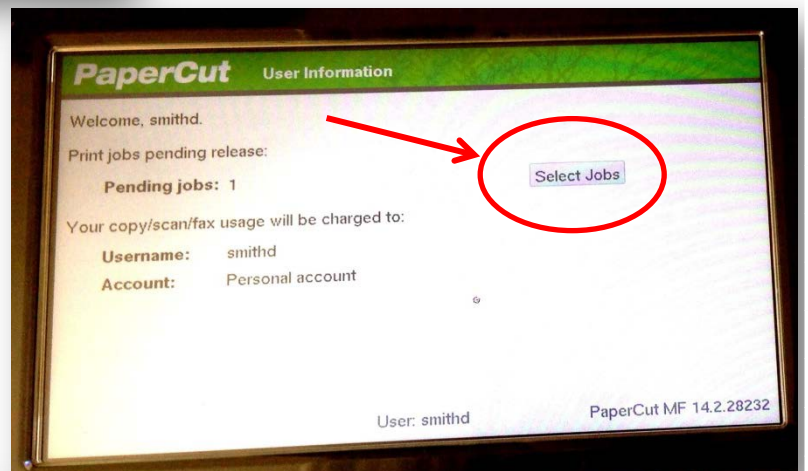 PaperCut User Information
Welcome, smithd.
Print jobs pending release:
Pending jobs: 1
Select Jobs
Your copy/scan/fax usage will be charged to:
Username: smithd
Account: Personal account
User: smithd
PaperCut MF 14.2.28232